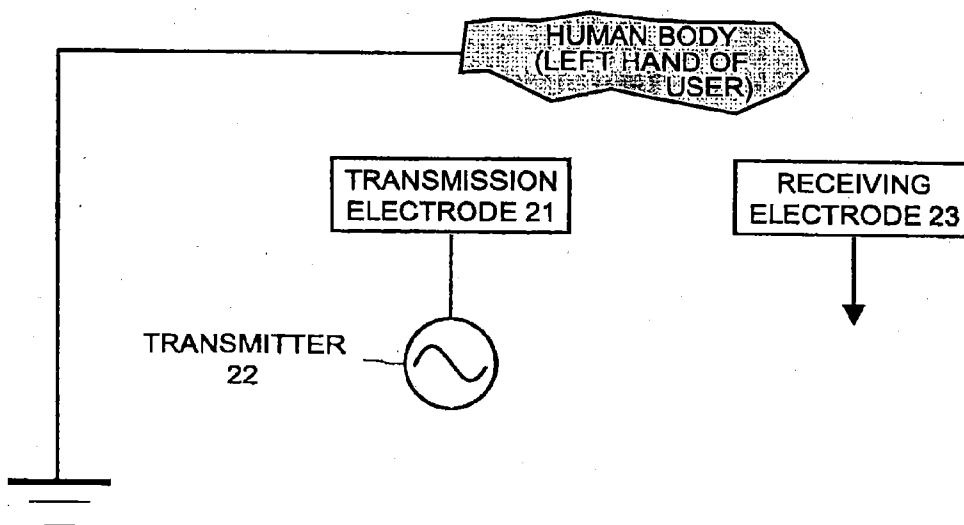 HUMAN BODY
(LEFT HAND OF
USER)
TRANSMISSION
ELECTRODE 21
RECEIVING
ELECTRODE 23
TRANSMITTER
22